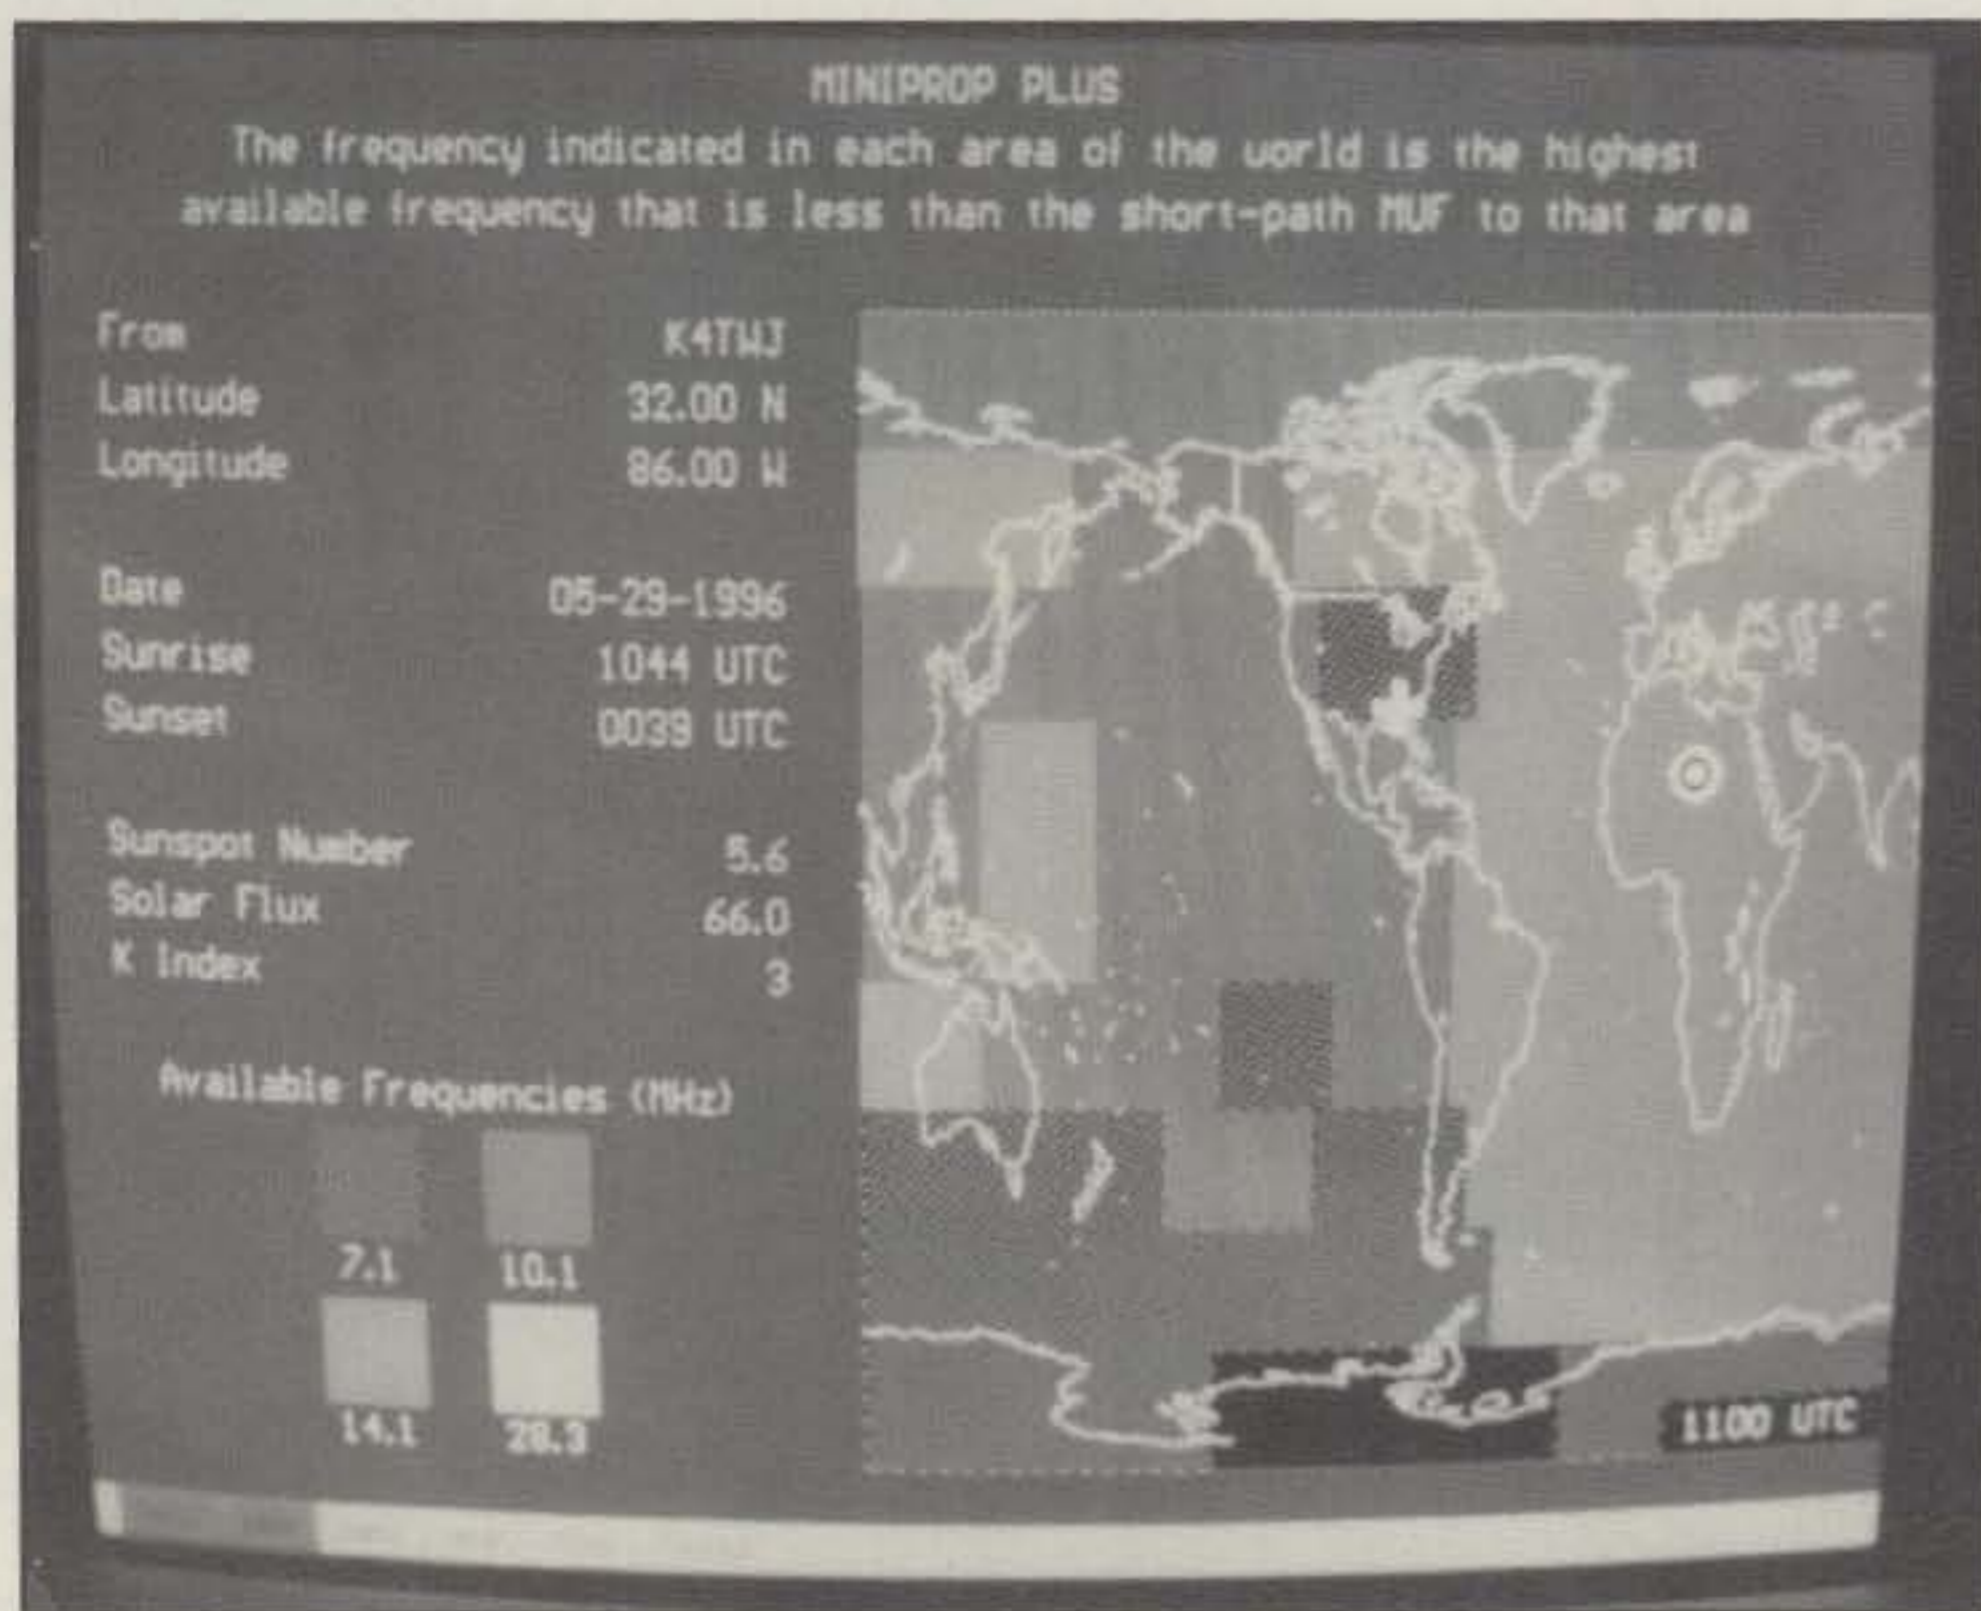 MINIPROP PLUS
The frequency indicated in each area of the world is the highest
available frequency that is less than the short-path MUF to that area
From K4TWJ
Latitude 32.00 N
Longitude 86.00 W
Date 05-29-1996
Sunrise 1044 UTC
Sunset 0039 UTC
Sunspot Number 5.6
Solar Flux 66.0
K Index 3
Available Frequencies (MHz)
7.1 10.1
14.1 28.3
1100 UTC